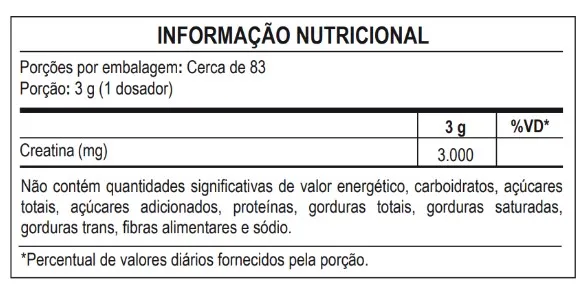 INFORMAÇÃO NUTRICIONAL
Porções por embalagem: Cerca de 83
Porção: 3 g (1 dosador)
3 g %VD*
Creatina (mg) 3.000
Não contém quantidades significativas de valor energético, carboidratos, açúcares
totais, açúcares adicionados, proteínas, gorduras totais, gorduras saturadas,
gorduras trans, fibras alimentares e sódio.
*Percentual de valores diários fornecidos pela porção.